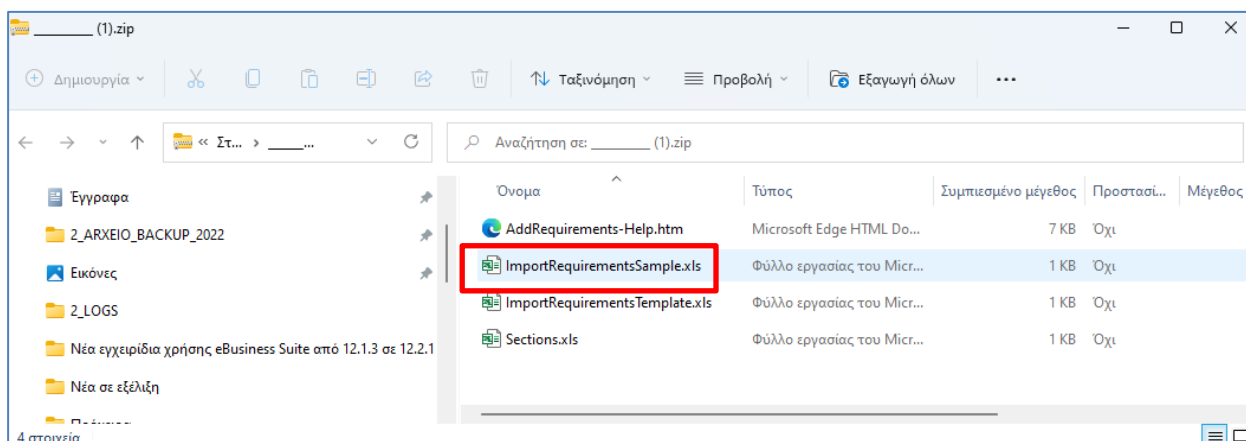 ________ (1).zip
Δημιουργία Ταξινόμηση Προβολή Εξαγωγή όλων ...
« Στ... › _____... Αναζήτηση σε: ________ (1).zip
Όνομα Τύπος Συμπιεσμένο μέγεθος Προστασί... Μέγεθος
Έγγραφα
2_ARXEIO_BACKUP_2022
Εικόνες
2_LOGS
Νέα εγχειρίδια χρήσης eBusiness Suite από 12.1.3 σε 12.2.1
Νέα σε εξέλιξη
AddRequirements-Help.htm Microsoft Edge HTML Do... 7 KB Όχι
ImportRequirementsSample.xls Φύλλο εργασίας του Micr... 1 KB Όχι
ImportRequirementsTemplate.xls Φύλλο εργασίας του Micr... 1 KB Όχι
Sections.xls Φύλλο εργασίας του Micr... 1 KB Όχι
4 στοιχεία